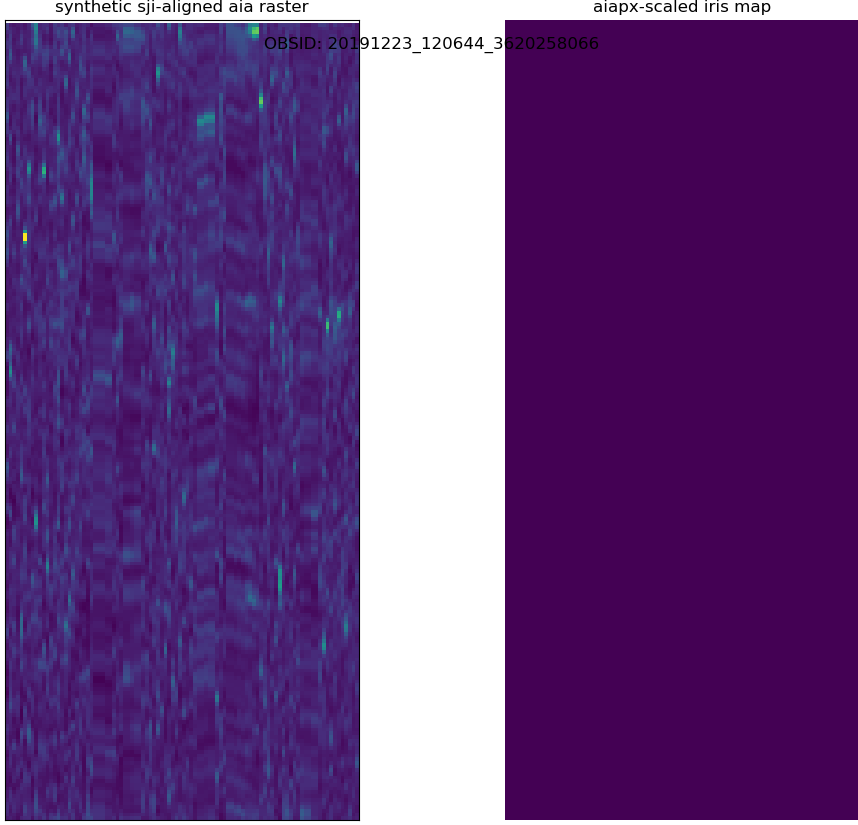 synthetic sji-aligned aia raster
aiapx-scaled iris map
OBSID: 20191223_120644_3620258066